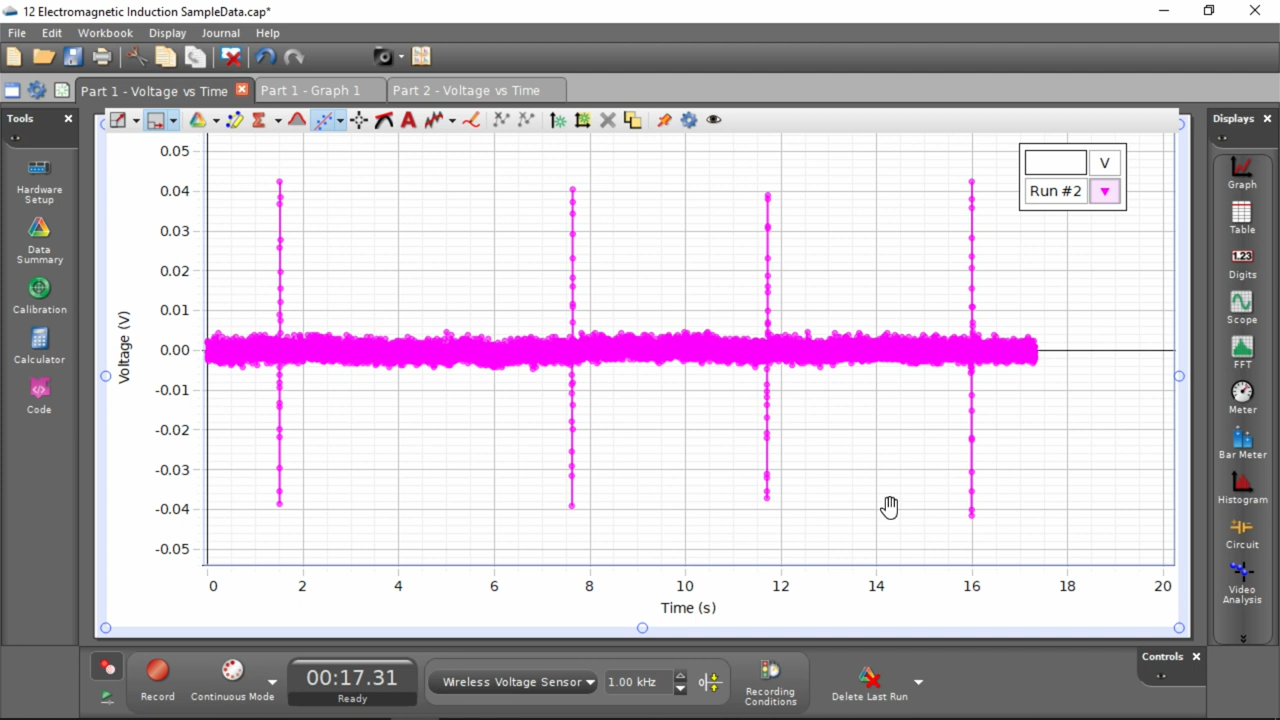 12 Electromagnetic Induction SampleData.cap*
File Edit Workbook Display Journal Help
Part 1 - Voltage vs Time Part 1 - Graph 1 Part 2 - Voltage vs Time
Tools
Hardware
Setup
Data
Summary
Calibration
Calculator
Code
Voltage (V)
0.05
0.04
0.03
0.02
0.01
0.00
-0.01
-0.02
-0.03
-0.04
-0.05
V
Run #2
0 2 4 6 8 10 12 14 16 18 20
Time (s)
Displays
Graph
Table
1.23
Digits
Scope
FFT
Meter
Bar Meter
Histogram
Circuit
Video
Analysis
Record
Continuous Mode
00:17.31
Ready
Wireless Voltage Sensor
1.00 kHz
Recording
Conditions
Delete Last Run
Controls